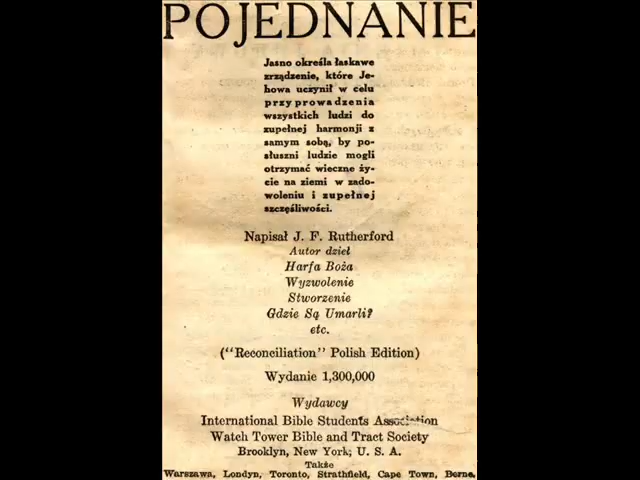 POJEDNANIE
Jasno określa łaskawe
zrządzenie, które Je-
howa uczynił w celu
przyprowadzenia
wszystkich ludzi do
zupełnej harmonji z
samym sobą, by po-
słuszni ludzie mogli
otrzymać wieczne ży-
cie na ziemi w zado-
woleniu i zupełnej
szczęśliwości.
Napisał J. F. Rutherford
Autor dzieł
Harfa Boża
Wyzwolenie
Stworzenie
Gdzie Są Umarli?
etc.
("Reconciliation" Polish Edition)
Wydanie 1,300,000
Wydawcy
International Bible Students Association
Watch Tower Bible and Tract Society
Brooklyn, New York, U. S. A.
Także
Warszawa, Londyn, Toronto, Strathfield, Cape Town, Berne,